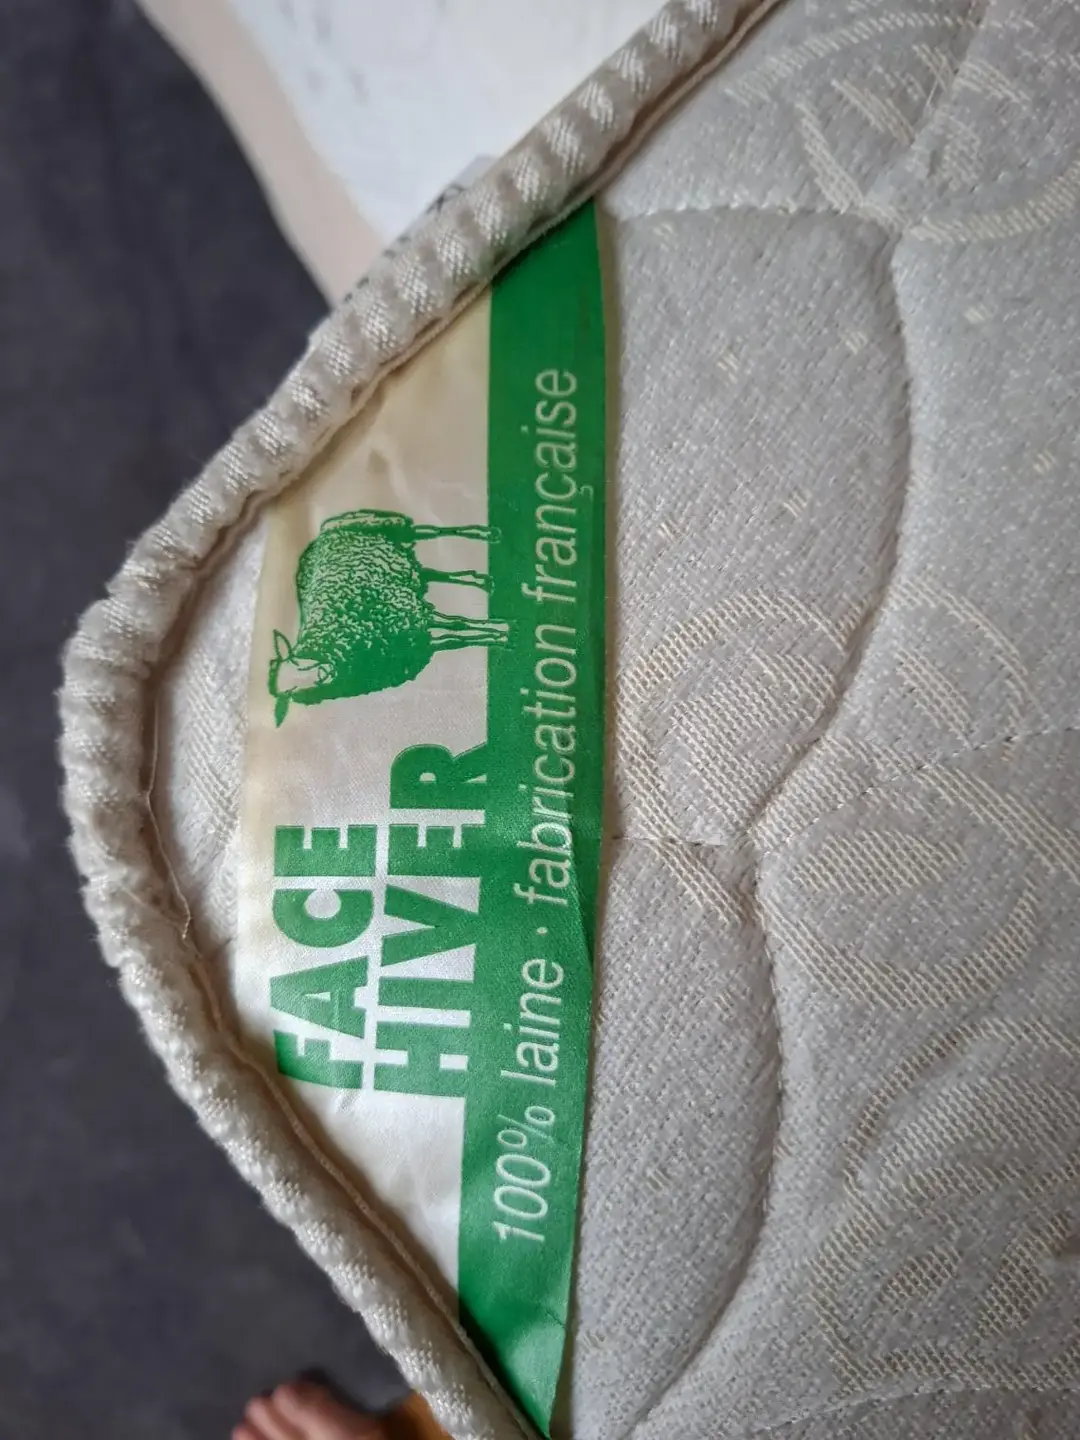 FACE
HIVER
100% laine · fabrication française